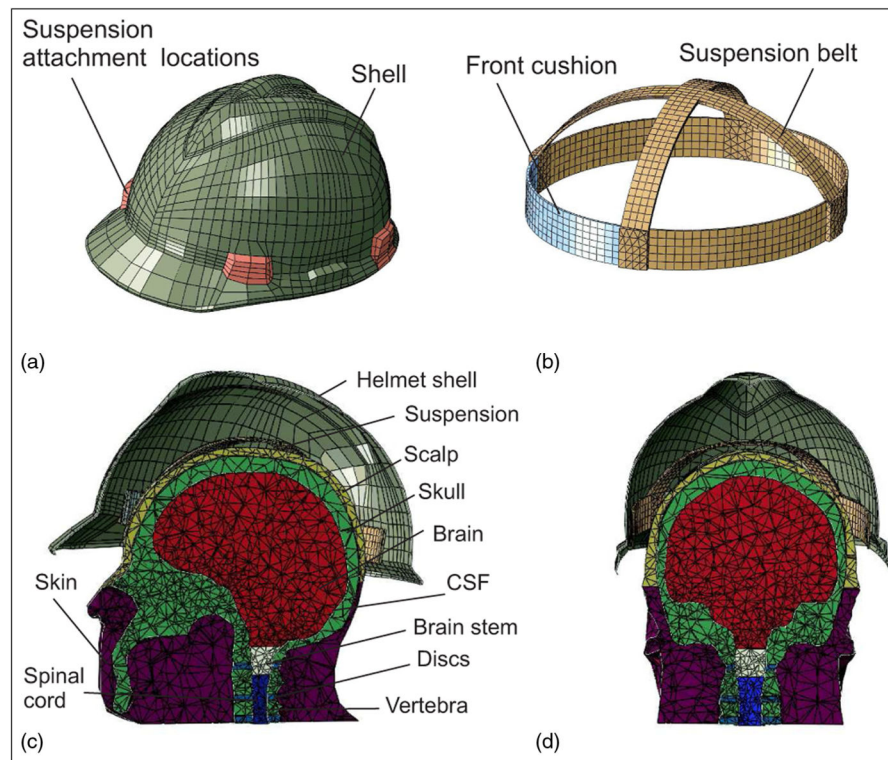 Suspension
attachment locations
Shell
Front cushion
Suspension belt
(a)
(b)
Helmet shell
Suspension
Scalp
Skull
Brain
CSF
Skin
Brain stem
Discs
Spinal
cord
Vertebra
(c)
(d)